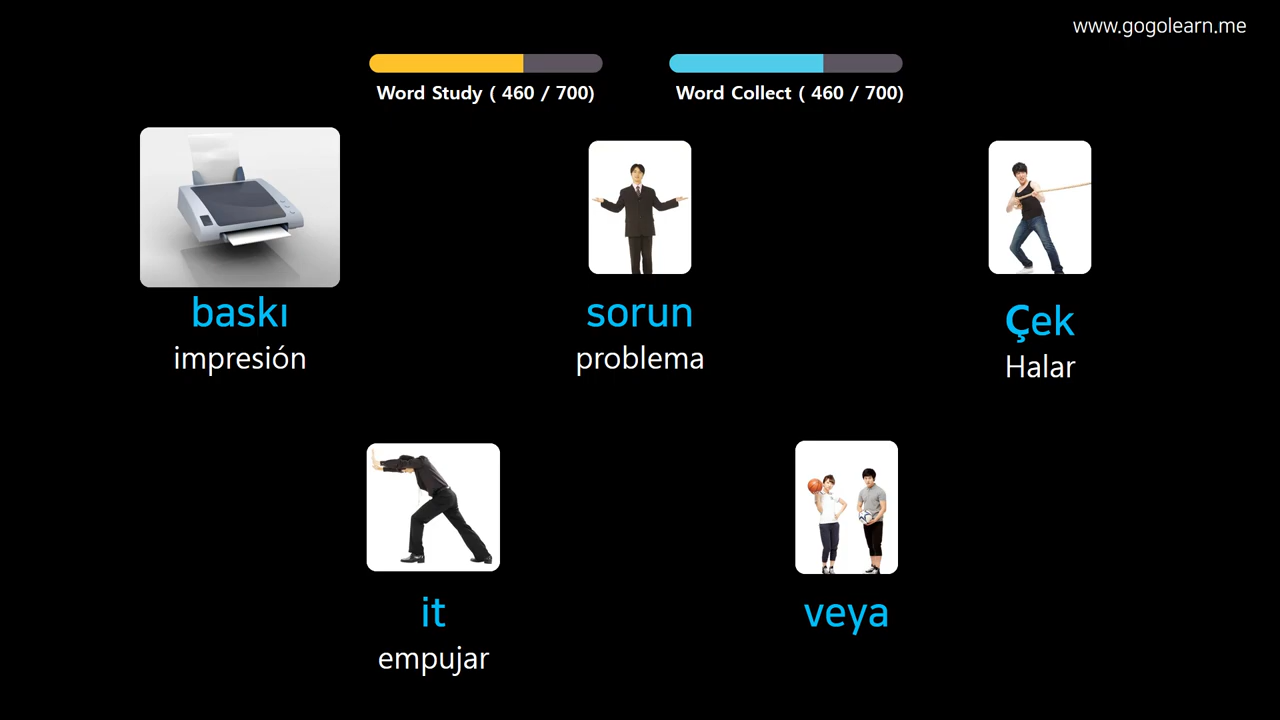 www.gogolearn.me
Word Study ( 460 / 700)
Word Collect ( 460 / 700)
baskı
impresión
sorun
problema
Çek
Halar
it
empujar
veya